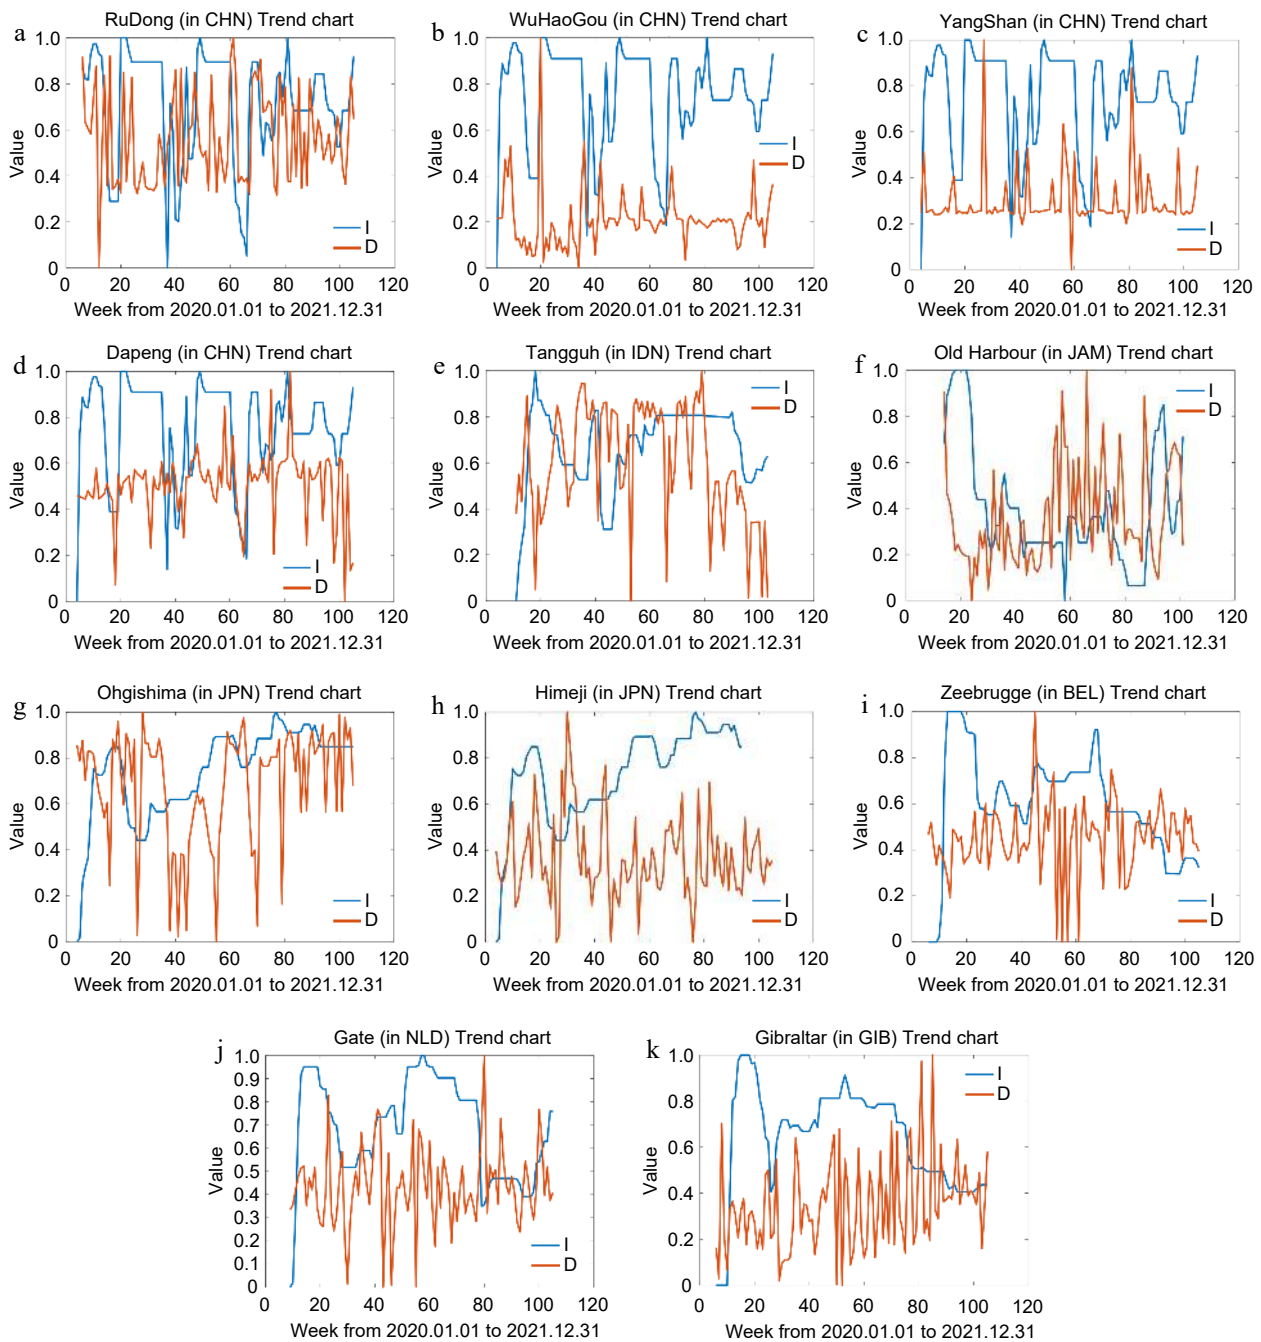 a
RuDong (in CHN) Trend chart
1.0
0.8
0.6
0.4
0.2
0
Value
I
D
0 20 40 60 80 100 120
Week from 2020.01.01 to 2021.12.31
b
WuHaoGou (in CHN) Trend chart
1.0
0.8
0.6
0.4
0.2
0
Value
I
D
0 20 40 60 80 100 120
Week from 2020.01.01 to 2021.12.31
c
YangShan (in CHN) Trend chart
1.0
0.8
0.6
0.4
0.2
0
Value
I
D
0 20 40 60 80 100 120
Week from 2020.01.01 to 2021.12.31
d
Dapeng (in CHN) Trend chart
1.0
0.8
0.6
0.4
0.2
0
Value
I
D
0 20 40 60 80 100 120
Week from 2020.01.01 to 2021.12.31
e
Tangguh (in IDN) Trend chart
1.0
0.8
0.6
0.4
0.2
0
Value
I
D
0 20 40 60 80 100 120
Week from 2020.01.01 to 2021.12.31
f
Old Harbour (in JAM) Trend chart
1.0
0.8
0.6
0.4
0.2
0
Value
I
D
0 20 40 60 80 100 120
Week from 2020.01.01 to 2021.12.31
g
Ohgishima (in JPN) Trend chart
1.0
0.8
0.6
0.4
0.2
0
Value
I
D
0 20 40 60 80 100 120
Week from 2020.01.01 to 2021.12.31
h
Himeji (in JPN) Trend chart
1.0
0.8
0.6
0.4
0.2
0
Value
I
D
0 20 40 60 80 100 120
Week from 2020.01.01 to 2021.12.31
i
Zeebrugge (in BEL) Trend chart
1.0
0.8
0.6
0.4
0.2
0
Value
I
D
0 20 40 60 80 100 120
Week from 2020.01.01 to 2021.12.31
j
Gate (in NLD) Trend chart
1.0
0.9
0.8
0.7
0.5
0.4
0.3
0.2
0.1
0
Value
I
D
0 20 40 60 80 100 120
Week from 2020.01.01 to 2021.12.31
k
Gibraltar (in GIB) Trend chart
1.0
0.8
0.6
0.4
0.2
0
Value
I
D
0 20 40 60 80 100 120
Week from 2020.01.01 to 2021.12.31